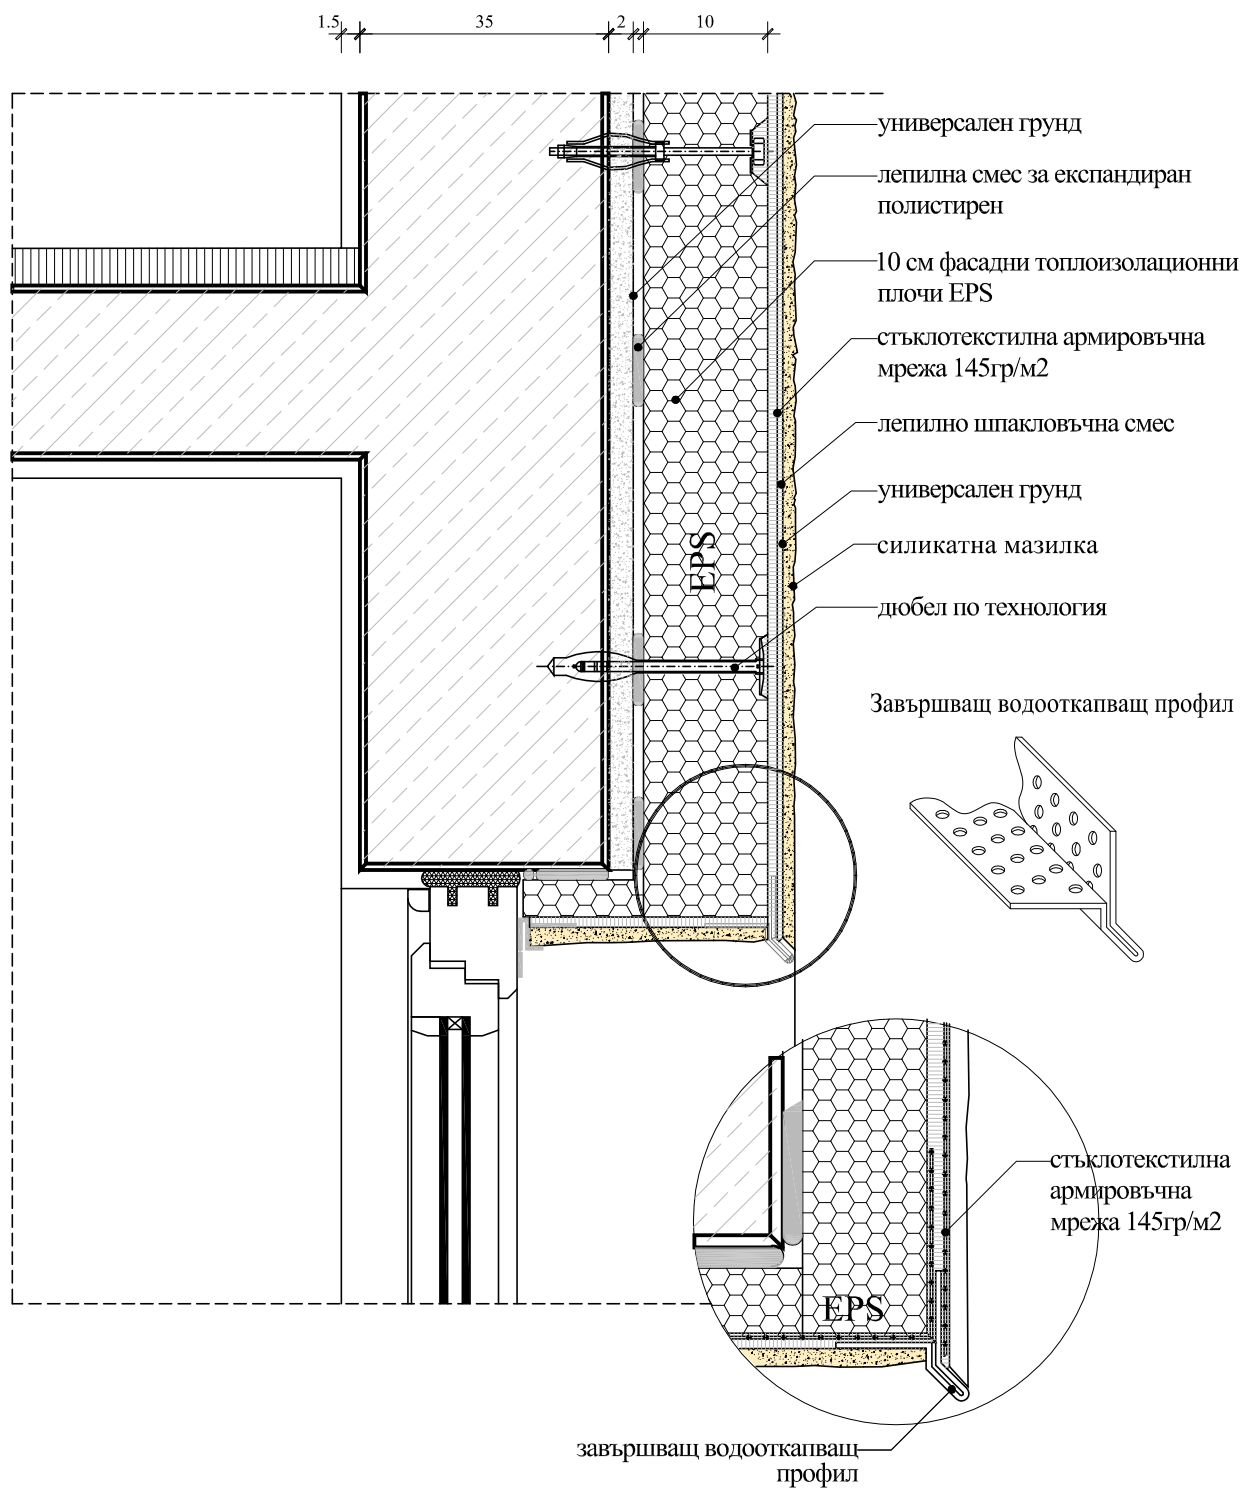 1.5 35 2 10
универсален грунд
лепилна смес за експандиран
полистирен
10 см фасадни топлоизолационни
плочи EPS
стъклотекстилна армировъчна
мрежа 145гр/м2
лепилно шпакловъчна смес
универсален грунд
силикатна мазилка
дюбел по технология
EPS
Завършващ водооткапващ профил
стъклотекстилна
армировъчна
мрежа 145гр/м2
EPS
завършващ водооткапващ
профил